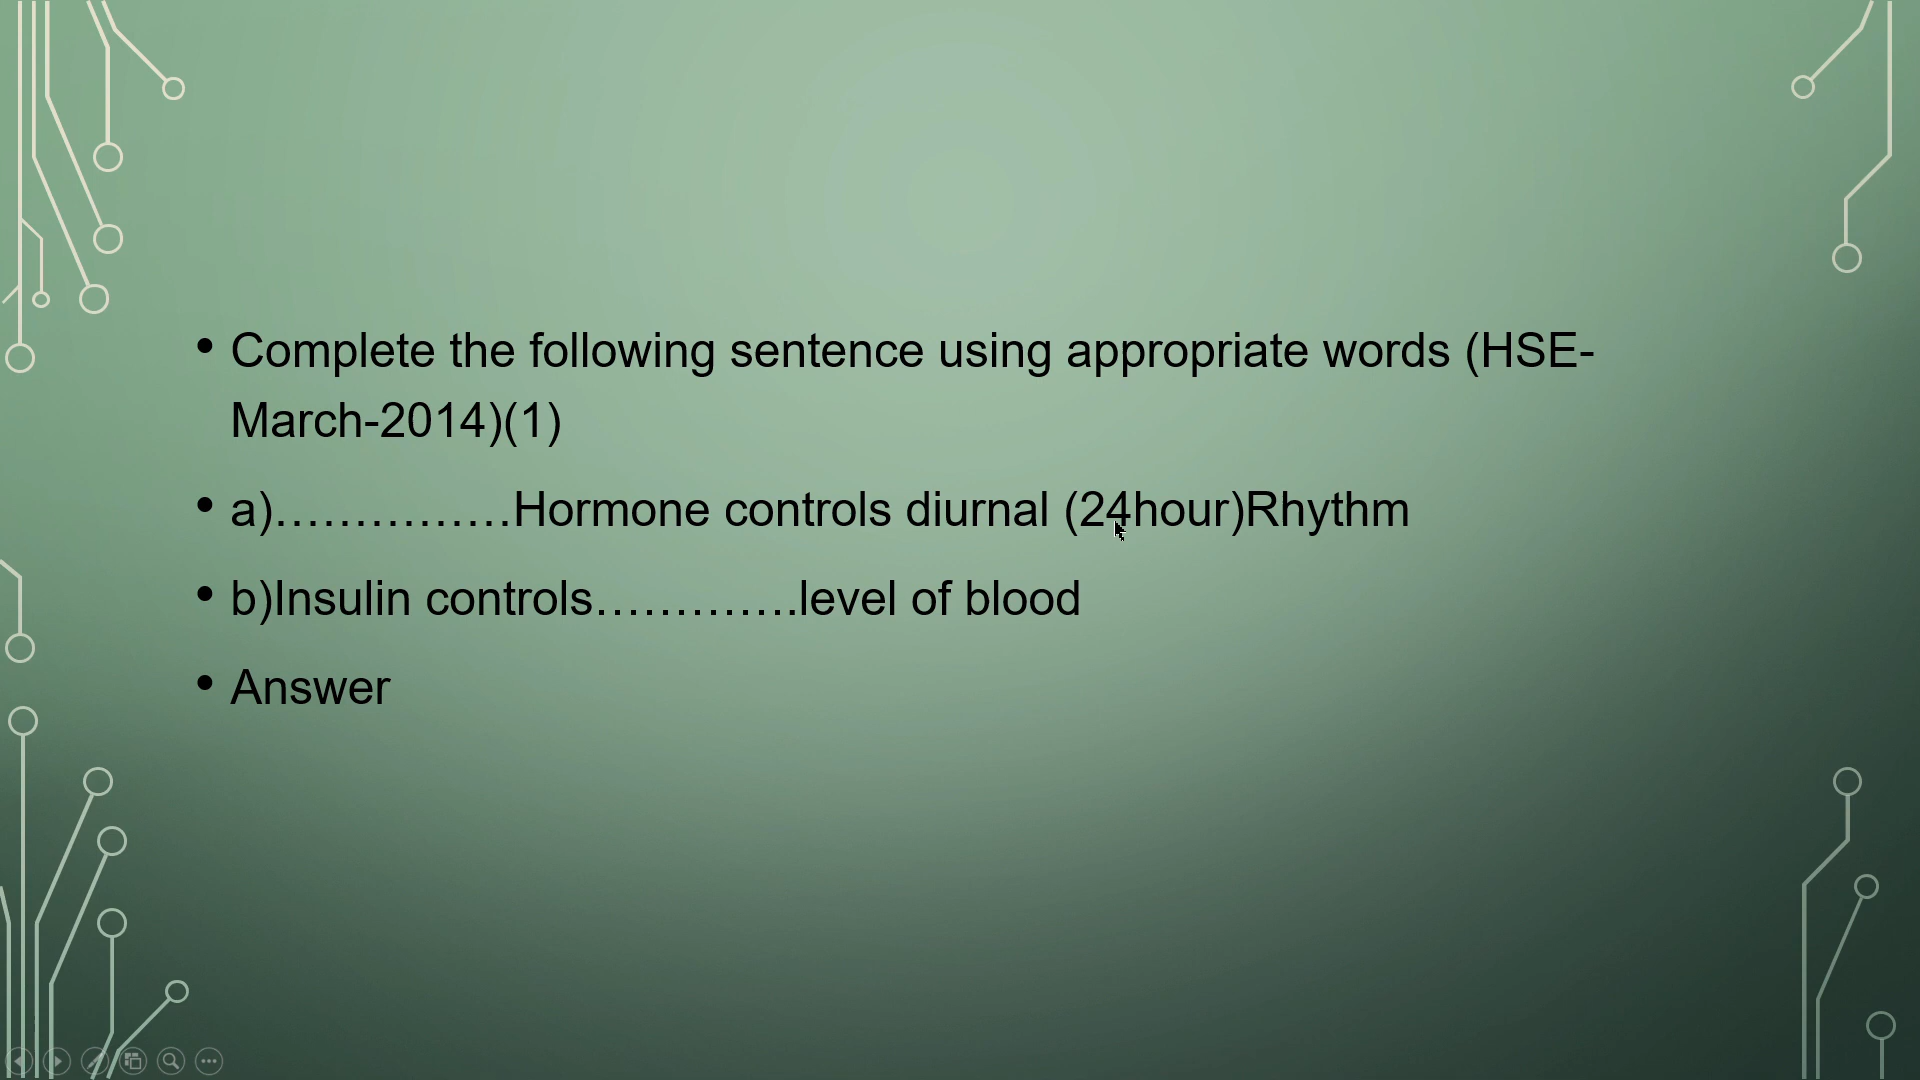 • Complete the following sentence using appropriate words (HSE-
March-2014)(1)
• a)……………Hormone controls diurnal (24hour)Rhythm
• b)Insulin controls………….level of blood
• Answer